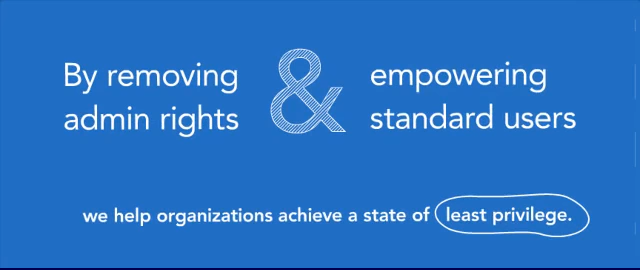 By removing
admin rights
&
empowering
standard users
we help organizations achieve a state of least privilege.